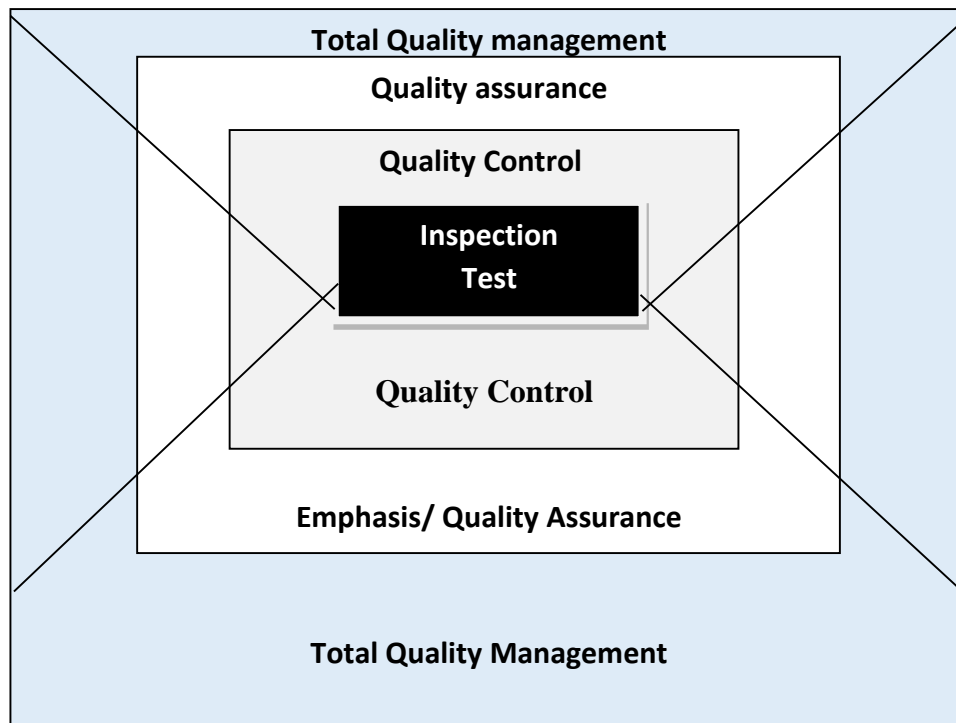 Total Quality management
Quality assurance
Quality Control
Inspection
Test
Quality Control
Emphasis/ Quality Assurance
Total Quality Management